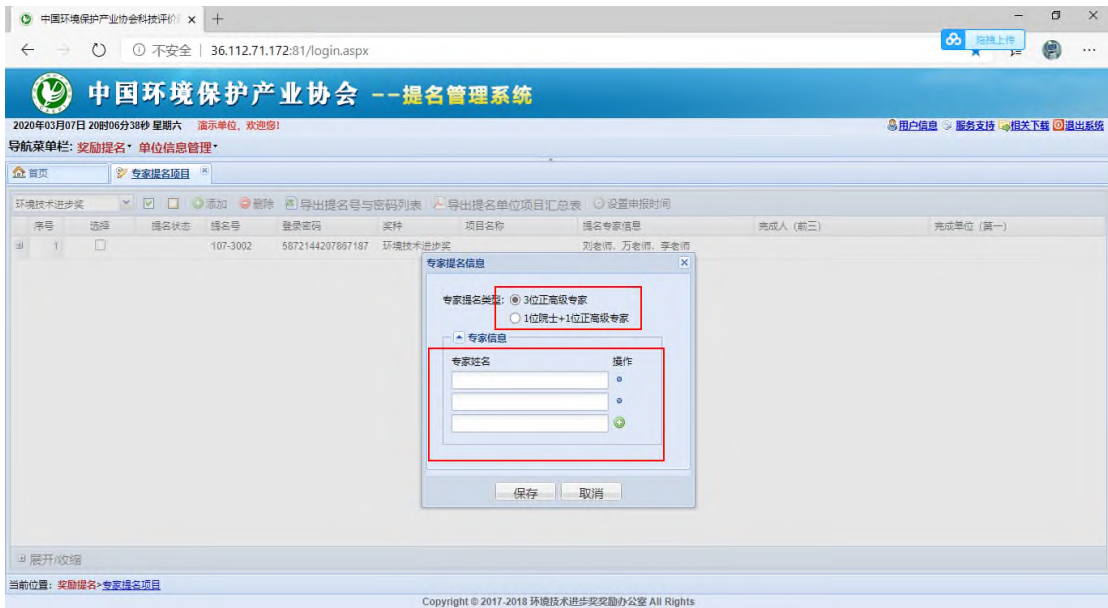 中国环境保护产业协会科技评价
不安全 | 36.112.71.172:81/login.aspx
拖拽上传
中国环境保护产业协会 --提名管理系统
2020年03月07日 20时06分38秒 星期六 演示单位, 欢迎您!
用户信息 服务支持 相关下载 退出系统
导航菜单栏: 奖励提名 单位信息管理
首页 专家提名项目
环境技术进步奖 添加 删除 导出提名号与密码列表 导出提名单位项目汇总表 设置申报时间
序号 选择 提名状态 提名号 登录密码 奖种 项目名称 提名专家信息 完成人 (前三) 完成单位 (第一)
1 107-3002 5872144207867187 环境技术进步奖 刘老师, 万老师, 李老师
专家提名信息
专家提名类型: 3位正高级专家
1位院士+1位正高级专家
专家信息
专家姓名 操作
保存 取消
展开/收缩
当前位置: 奖励提名>专家提名项目
Copyright © 2017-2018 环境技术进步奖奖励办公室 All Rights